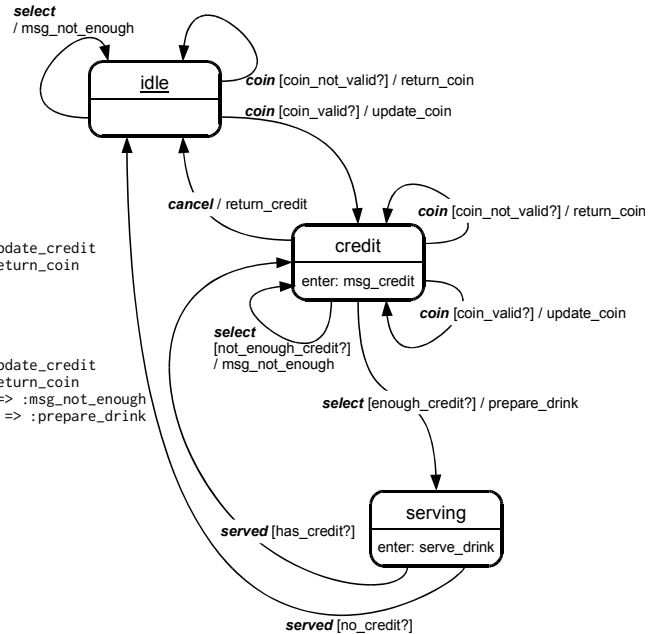 select
/ msg_not_enough
idle
coin [coin_not_valid?] / return_coin
coin [coin_valid?] / update_coin
cancel / return_credit
coin [coin_not_valid?] / return_coin
credit
enter: msg_credit
pdate_credit
eturn_coin
coin [coin_valid?] / update_coin
select
[not_enough_credit?]
/ msg_not_enough
pdate_credit
eturn_coin
=> :msg_not_enough
=> :prepare_drink
select [enough_credit?] / prepare_drink
serving
enter: serve_drink
served [has_credit?]
served [no_credit?]